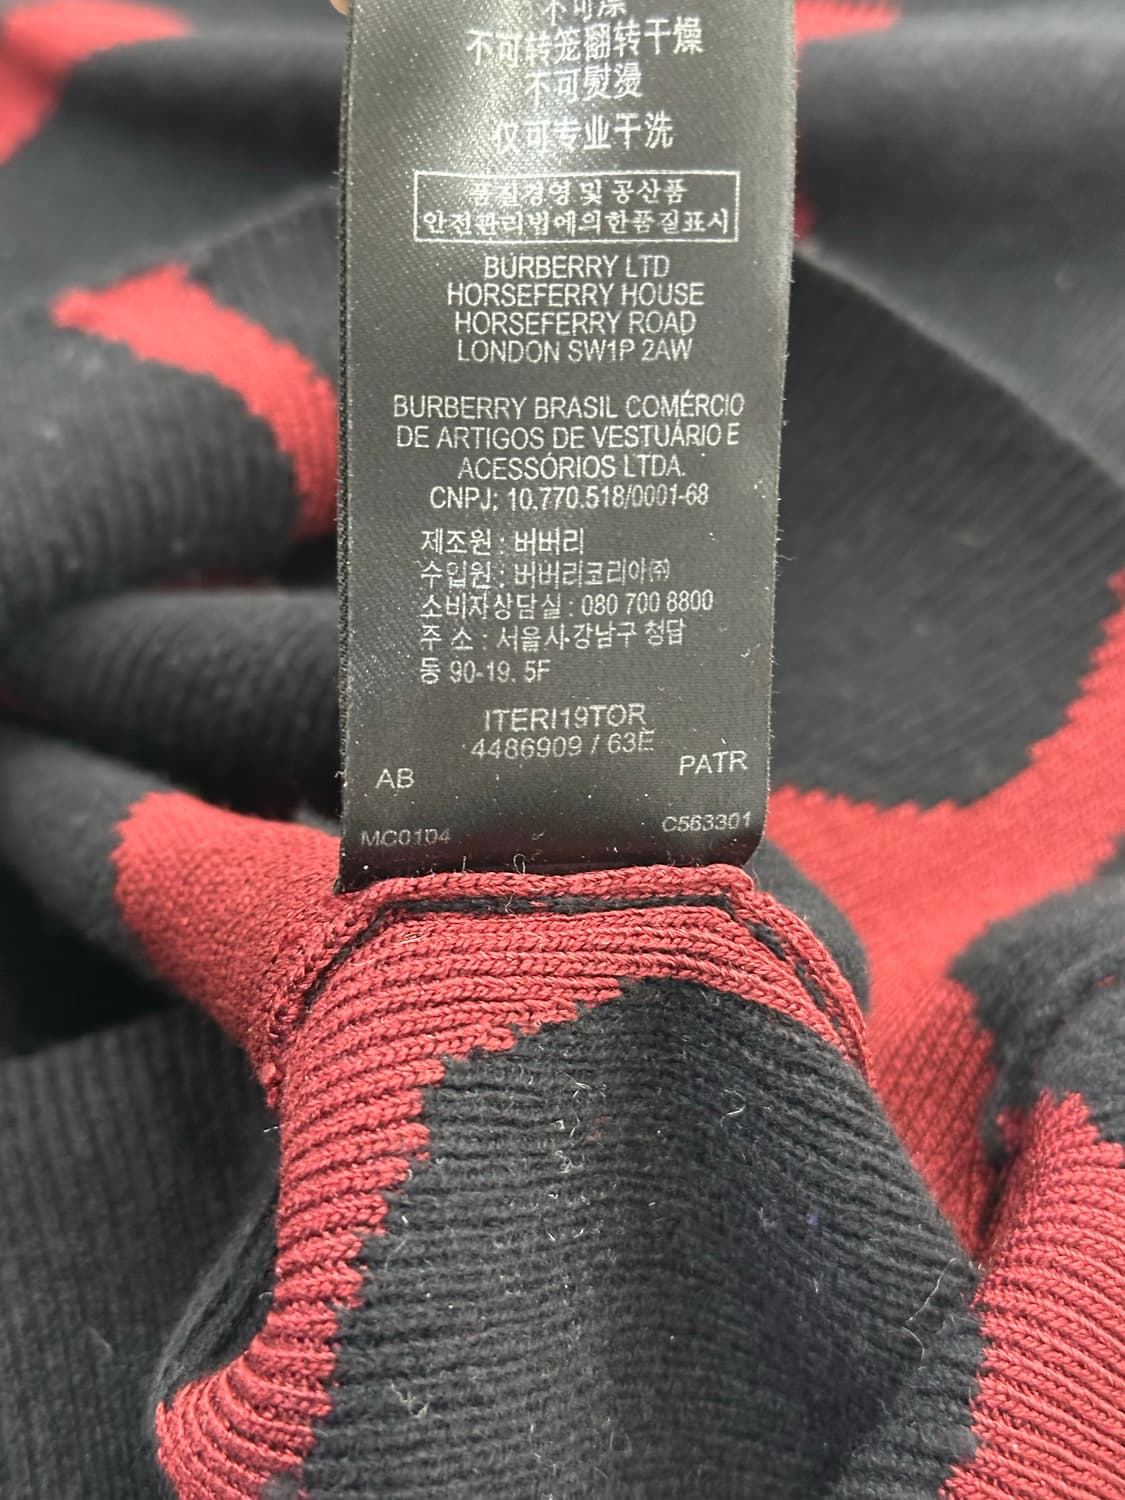 不可漂
不可转笼翻转干燥
不可熨烫
仅可专业干洗
품질경영 및 공산품
안전관리법에의한품질표시
BURBERRY LTD
HORSEFERRY HOUSE
HORSEFERRY ROAD
LONDON SW1P 2AW
BURBERRY BRASIL COMÉRCIO
DE ARTIGOS DE VESTUÁRIO E
ACESSÓRIOS LTDA.
CNPJ: 10.770.518/0001-68
제조원 : 버버리
수입원 : 버버리코리아㈜
소비자상담실 : 080 700 8800
주 소 : 서울시 강남구 청담
동 90-19. 5F
ITERI19TOR
4486909 / 63E
AB PATR
MC0104 C563301